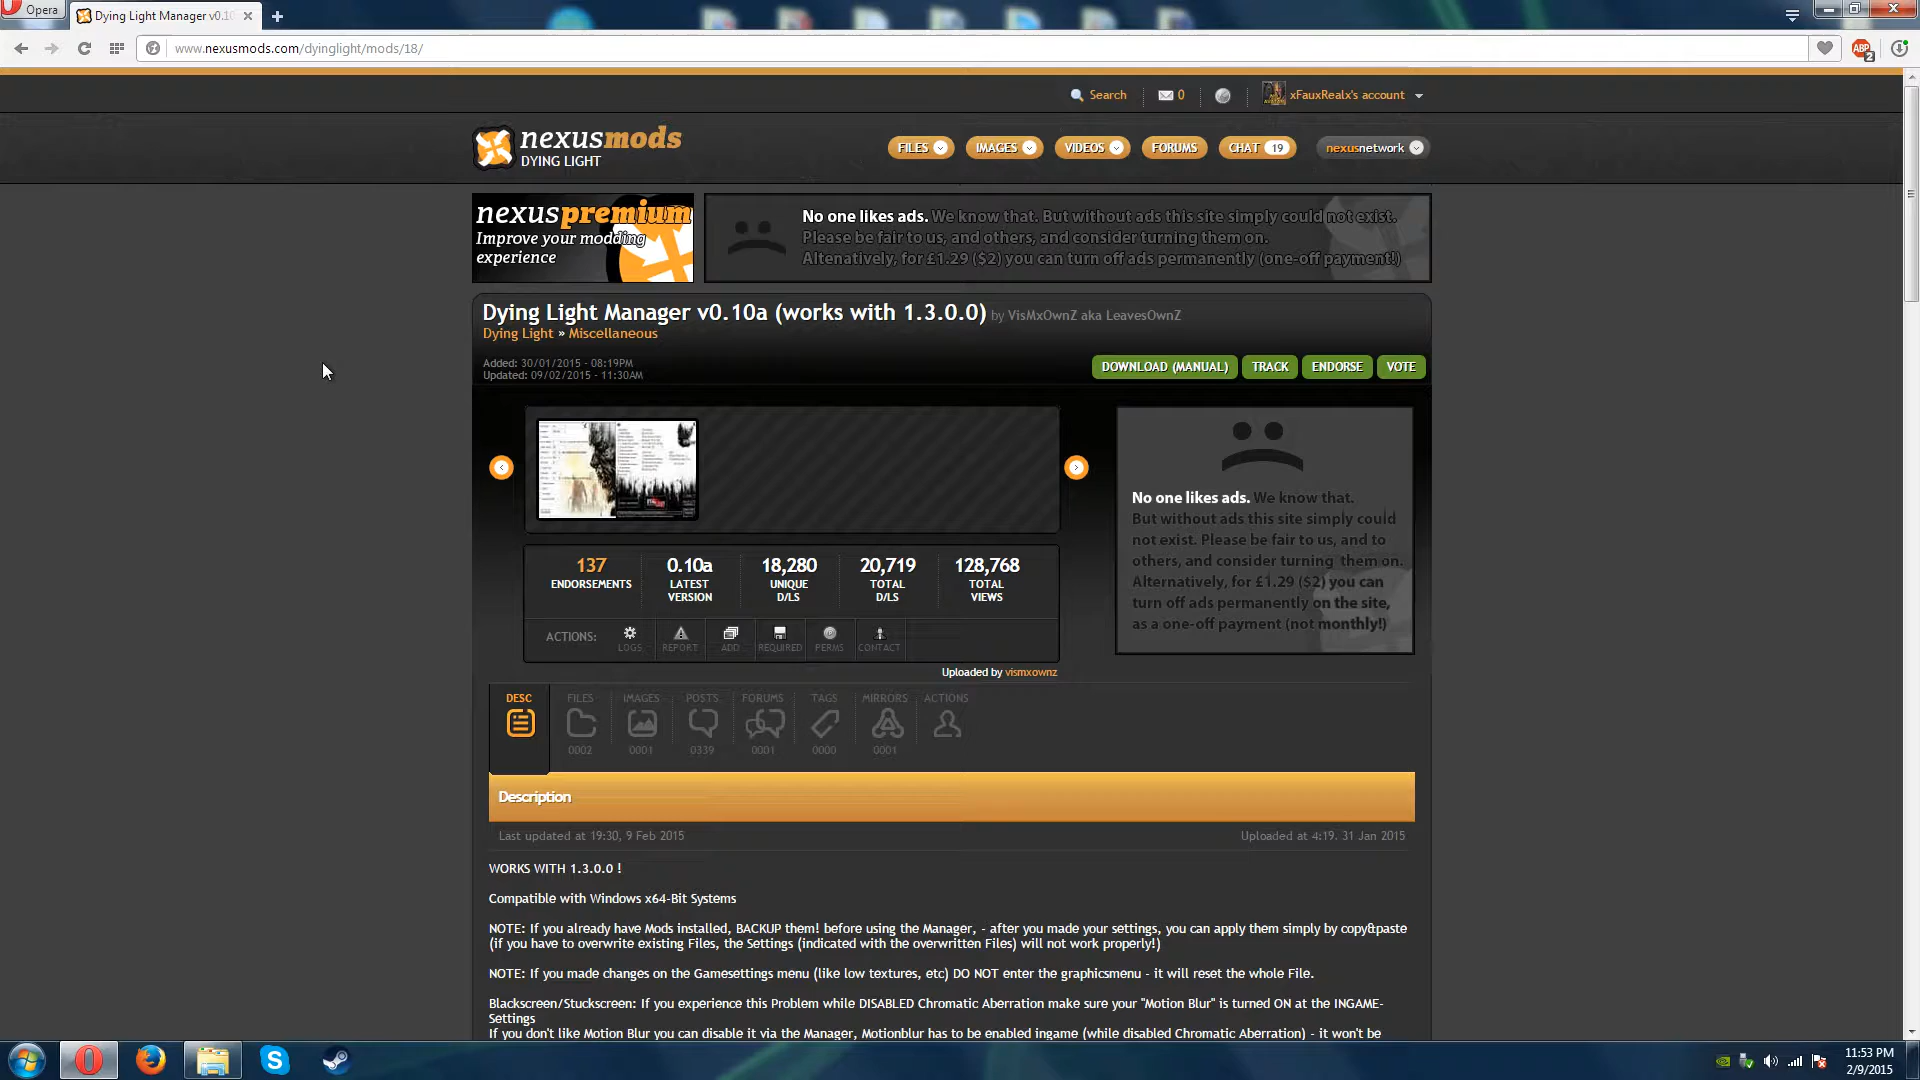 Opera
Dying Light Manager v0.10
www.nexusmods.com/dyinglight/mods/18/
ABP
2
Search
0
xFauxRealx's account
nexusmods
DYING LIGHT
FILES
IMAGES
VIDEOS
FORUMS
CHAT 19
nexusnetwork
nexuspremium
Improve your modding
experience
No one likes ads. We know that. But without ads this site simply could not exist.
Please be fair to us, and others, and consider turning them on.
Altenatively, for £1.29 ($2) you can turn off ads permanently (one-off payment!)
Dying Light Manager v0.10a (works with 1.3.0.0) by VisMxOwnZ aka LeavesOwnZ
Dying Light » Miscellaneous
Added: 30/01/2015 - 08:19PM
Updated: 09/02/2015 - 11:30AM
DOWNLOAD (MANUAL)
TRACK
ENDORSE
VOTE
No one likes ads. We know that.
But without ads this site simply could
not exist. Please be fair to us, and to
others, and consider turning them on.
Alternatively, for £1.29 ($2) you can
turn off ads permanently on the site,
as a one-off payment (not monthly!)
137
ENDORSEMENTS
0.10a
LATEST
VERSION
18,280
UNIQUE
D/LS
20,719
TOTAL
D/LS
128,768
TOTAL
VIEWS
ACTIONS:
LOGS
REPORT
ADD
REQUIRED
PERMS
CONTACT
Uploaded by vismxownz
DESC
FILES
0002
IMAGES
0001
POSTS
0339
FORUMS
0001
TAGS
0000
MIRRORS
0001
ACTIONS
Description
Last updated at 19:30, 9 Feb 2015
Uploaded at 4:19, 31 Jan 2015
WORKS WITH 1.3.0.0 !
Compatible with Windows x64-Bit Systems
NOTE: If you already have Mods installed, BACKUP them! before using the Manager, - after you made your settings, you can apply them simply by copy&paste
(if you have to overwrite existing Files, the Settings (indicated with the overwritten Files) will not work properly!)
NOTE: If you made changes on the Gamesettings menu (like low textures, etc) DO NOT enter the graphicsmenu - it will reset the whole File.
Blackscreen/Stuckscreen: If you experience this Problem while DISABLED Chromatic Aberration make sure your "Motion Blur" is turned ON at the INGAME-
Settings
If you don't like Motion Blur you can disable it via the Manager, Motionblur has to be enabled ingame (while disabled Chromatic Aberration) - it won't be
11:53 PM
2/9/2015